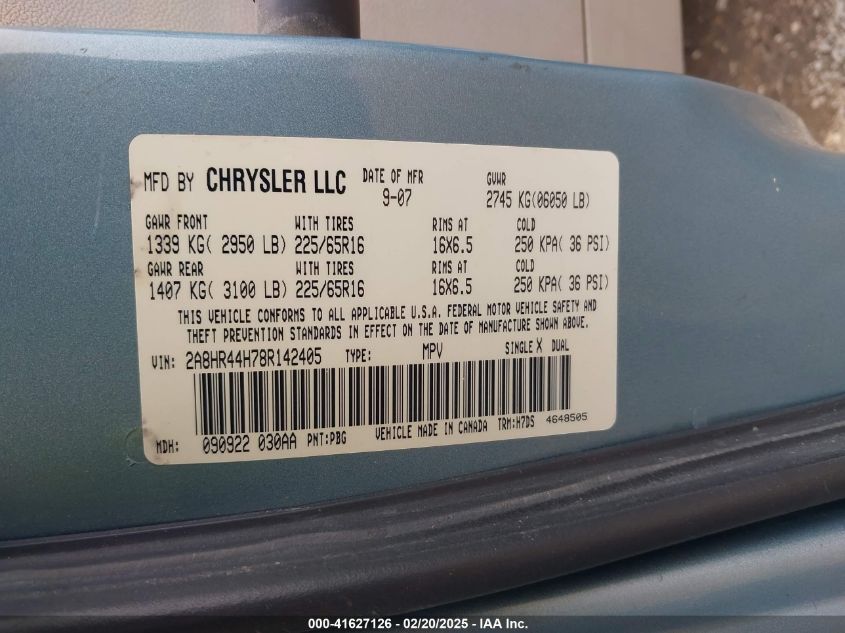 MFD BY CHRYSLER LLC DATE OF MFR GVWR
9-07 2745 KG(06050 LB)
GAWR FRONT WITH TIRES RIMS AT COLD
1339 KG( 2950 LB) 225/65R16 16X6.5 250 KPA( 36 PSI)
GAWR REAR WITH TIRES RIMS AT COLD
1407 KG( 3100 LB) 225/65R16 16X6.5 250 KPA( 36 PSI)
THIS VEHICLE CONFORMS TO ALL APPLICABLE U.S.A. FEDERAL MOTOR VEHICLE SAFETY AND
THEFT PREVENTION STANDARDS IN EFFECT ON THE DATE OF MANUFACTURE SHOWN ABOVE.
VIN: 2A8HR44H78R142405 TYPE: MPV SINGLE X DUAL
MDH: 090922 030AA PNT:PBG VEHICLE MADE IN CANADA TRM:H7DS 4648505
000-41627126 - 02/20/2025 - IAA Inc.